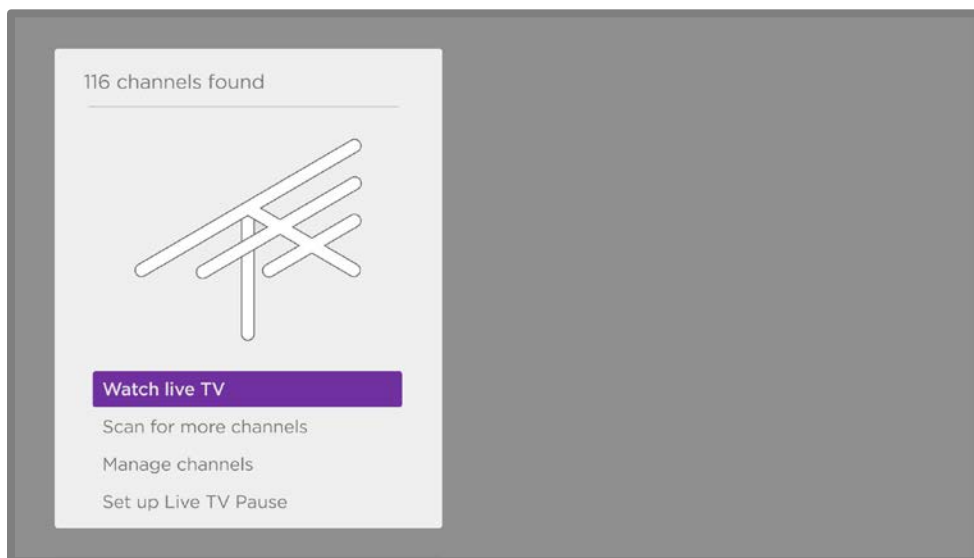 116 channels found
Watch live TV
Scan for more channels
Manage channels
Set up Live TV Pause